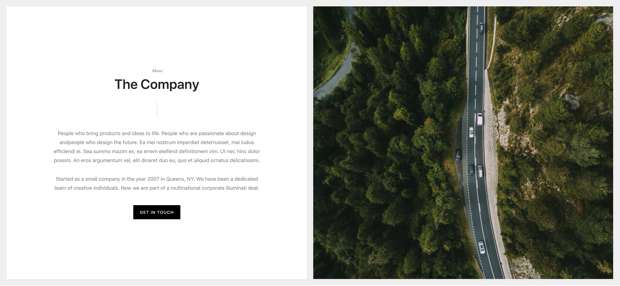 About
The Company
People who bring products and ideas to life. People who are passionate about design
andpeople who design the future. Ea mei nostrum imperdiet deterruisset, mei ludus
efficiendi ei. Sea summo mazim ex, ea errem eleifend definitionem vim. Ut nec hinc dolor
possim. An eros argumentum vel, elit diceret duo eu, quo et aliquid ornatus delicatissimi.
Started as a small company in the year 2007 in Queens, NY. We have been a dedicated
team of creative individuals. Now we are part of a multinational corporate Illuminati deal.
GET IN TOUCH